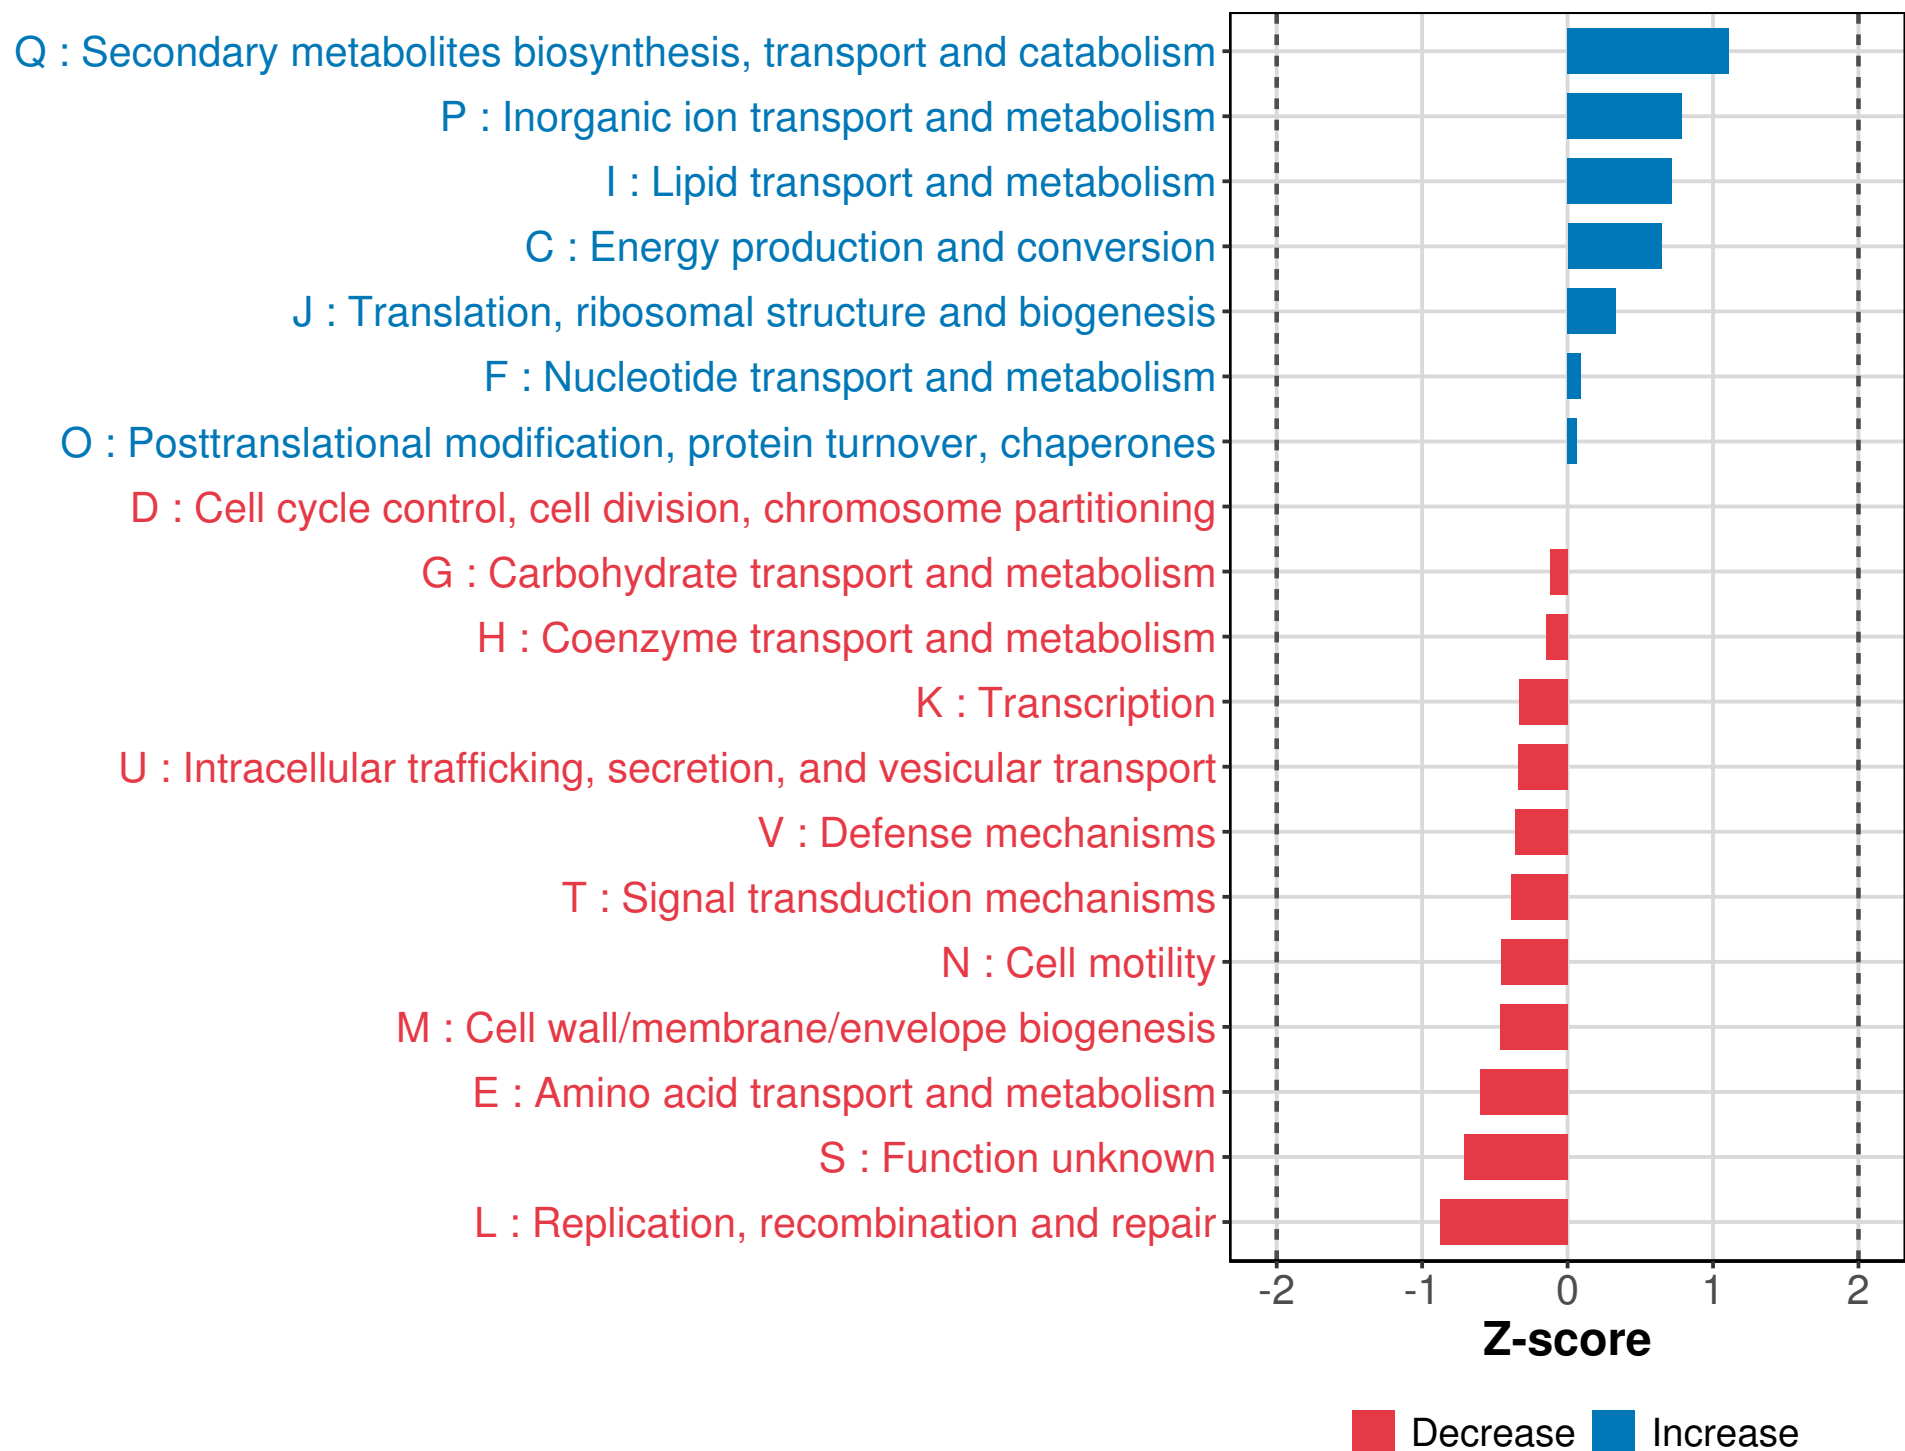 Q : Secondary metabolites biosynthesis, transport and catabolism
P : Inorganic ion transport and metabolism
I : Lipid transport and metabolism
C : Energy production and conversion
J : Translation, ribosomal structure and biogenesis
F : Nucleotide transport and metabolism
O : Posttranslational modification, protein turnover, chaperones
D : Cell cycle control, cell division, chromosome partitioning
G : Carbohydrate transport and metabolism
H : Coenzyme transport and metabolism
K : Transcription
U : Intracellular trafficking, secretion, and vesicular transport
V : Defense mechanisms
T : Signal transduction mechanisms
N : Cell motility
M : Cell wall/membrane/envelope biogenesis
E : Amino acid transport and metabolism
S : Function unknown
L : Replication, recombination and repair
-2 -1 0 1 2
Z-score
Decrease Increase